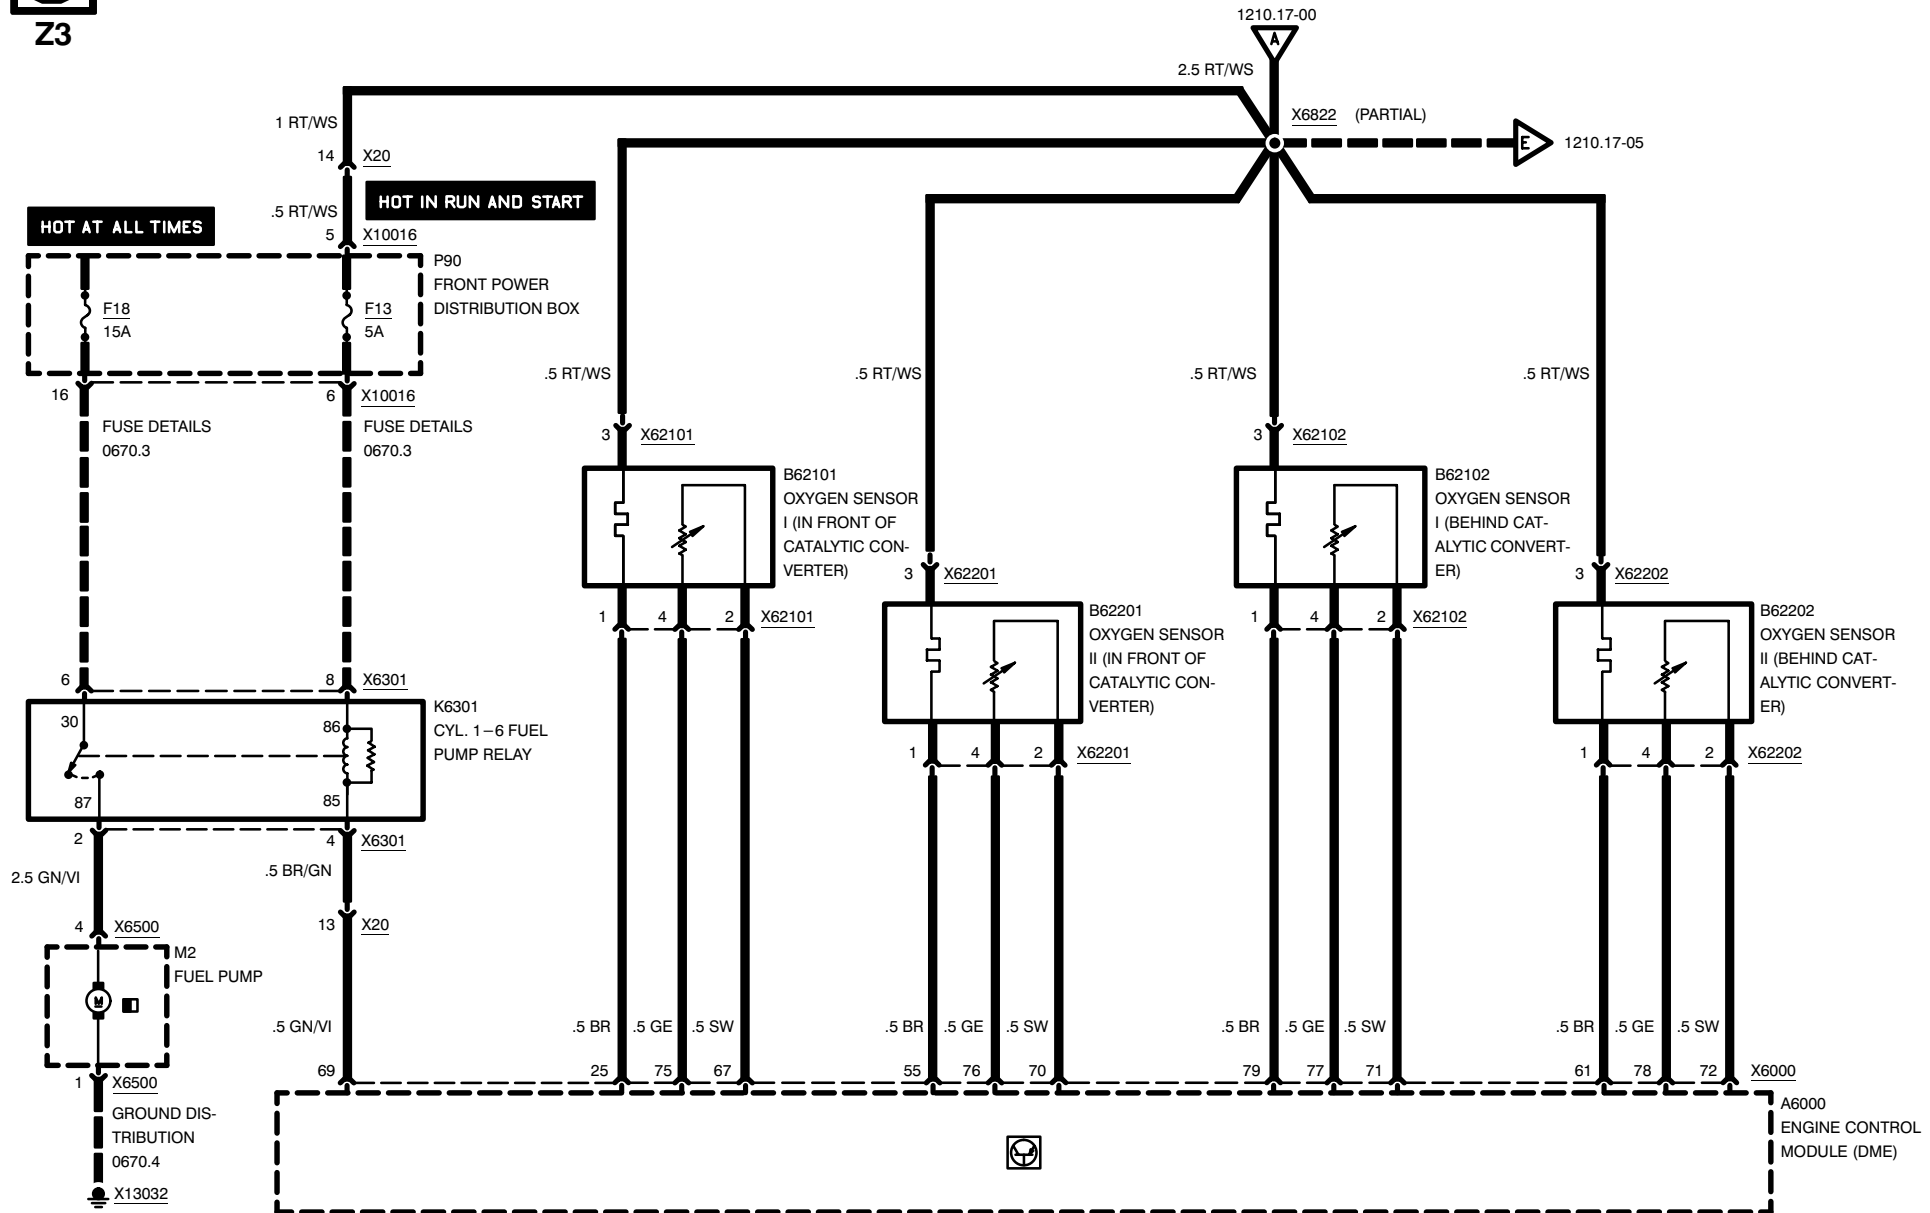 Z3
1210.17-00
A
2.5 RT/WS
X6822 (PARTIAL)
E
1210.17-05
1 RT/WS
14 X20
HOT IN RUN AND START
.5 RT/WS
HOT AT ALL TIMES
5 X10016
P90
FRONT POWER
DISTRIBUTION BOX
F18
15A
F13
5A
16
6 X10016
FUSE DETAILS
0670.3
FUSE DETAILS
0670.3
.5 RT/WS
.5 RT/WS
.5 RT/WS
.5 RT/WS
3 X62101
B62101
OXYGEN SENSOR
I (IN FRONT OF
CATALYTIC CON-
VERTER)
1 4 2 X62101
3 X62201
B62201
OXYGEN SENSOR
II (IN FRONT OF
CATALYTIC CON-
VERTER)
1 4 2 X62201
3 X62102
B62102
OXYGEN SENSOR
I (BEHIND CAT-
ALYTIC CONVERT-
ER)
1 4 2 X62102
3 X62202
B62202
OXYGEN SENSOR
II (BEHIND CAT-
ALYTIC CONVERT-
ER)
1 4 2 X62202
6
8 X6301
K6301
CYL. 1–6 FUEL
PUMP RELAY
30
86
87
85
2
4 X6301
2.5 GN/VI
.5 BR/GN
4 X6500
13 X20
M2
FUEL PUMP
M
.5 GN/VI
.5 BR .5 GE .5 SW
.5 BR .5 GE .5 SW
.5 BR .5 GE .5 SW
.5 BR .5 GE .5 SW
69 25 75 67 55 76 70 79 77 71 61 78 72 X6000
1 X6500
GROUND DIS-
TRIBUTION
0670.4
X13032
A6000
ENGINE CONTROL
MODULE (DME)